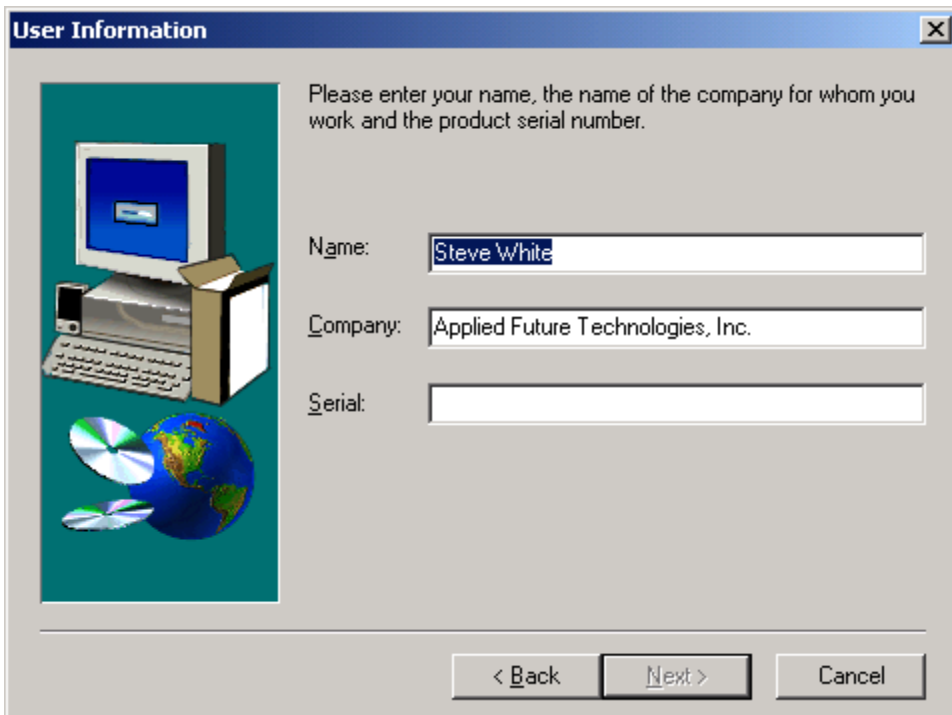 User Information
Please enter your name, the name of the company for whom you
work and the product serial number.
Name: Steve White
Company: Applied Future Technologies, Inc.
Serial:
< Back Next > Cancel